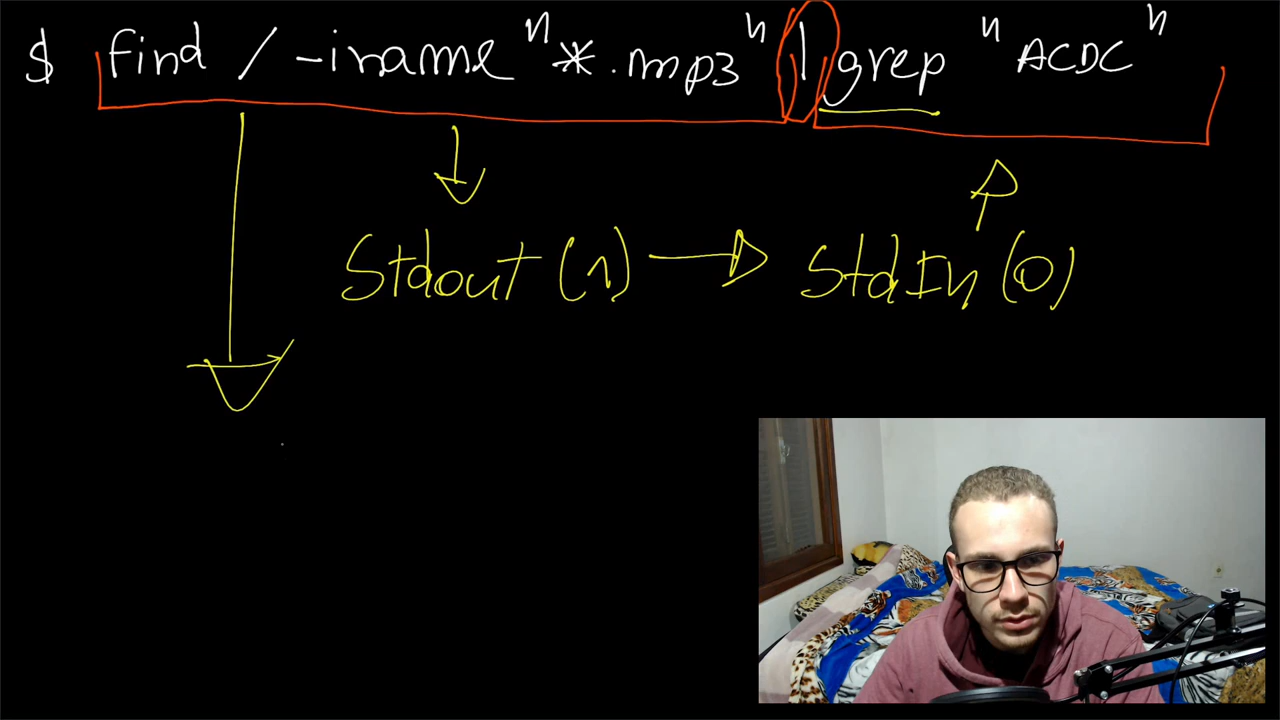 $ find / -iname "*.mp3" | grep "ACDC"
Stdout (1) → StdIn (0)